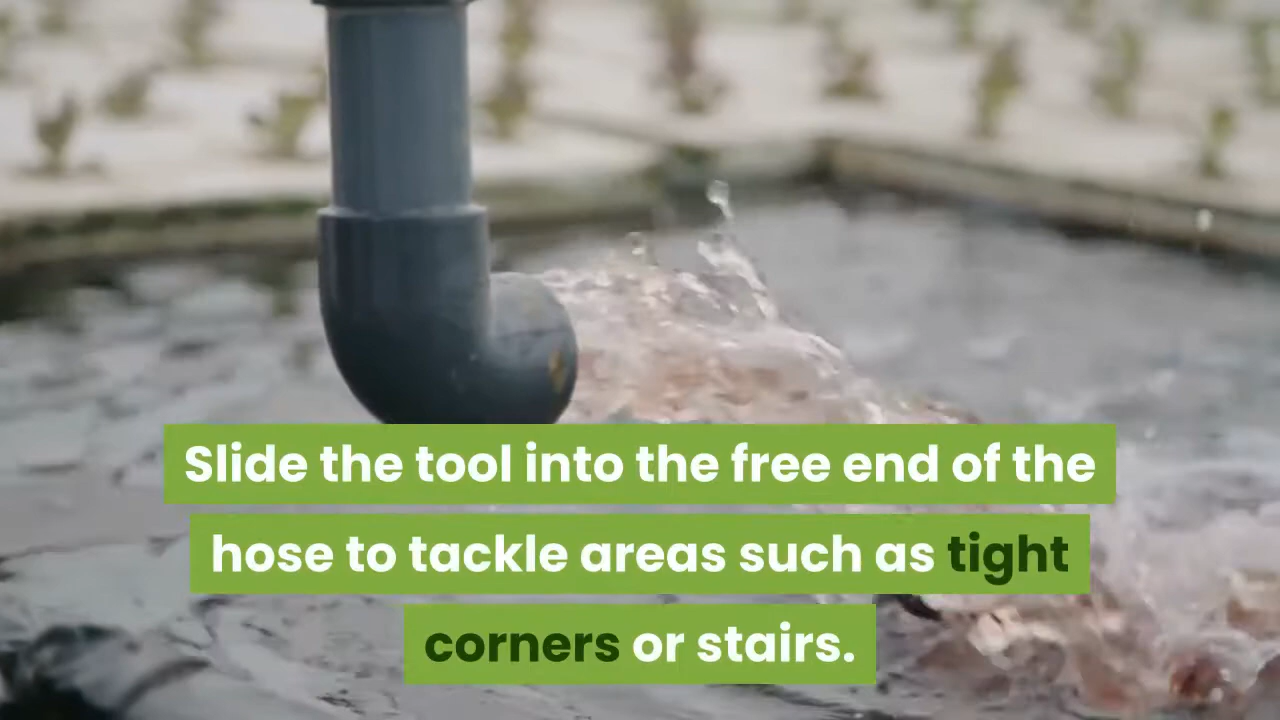 Slide the tool into the free end of the
hose to tackle areas such as tight
corners or stairs.